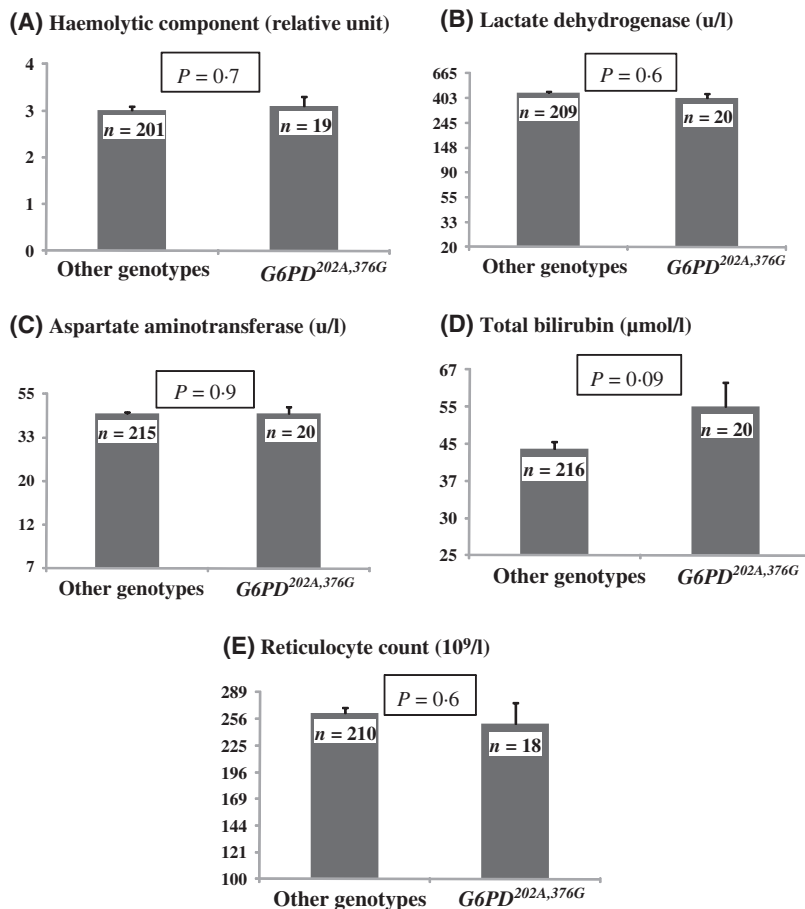 (A) Haemolytic component (relative unit)
P = 0·7
4
3
2
1
0
n = 201
n = 19
Other genotypes
G6PD202A,376G
(B) Lactate dehydrogenase (u/l)
P = 0·6
665
403
245
148
90
55
33
20
n = 209
n = 20
Other genotypes
G6PD202A,376G
(C) Aspartate aminotransferase (u/l)
P = 0·9
55
33
20
12
7
n = 215
n = 20
Other genotypes
G6PD202A,376G
(D) Total bilirubin (µmol/l)
P = 0·09
67
55
45
37
30
25
n = 216
n = 20
Other genotypes
G6PD202A,376G
(E) Reticulocyte count (10⁹/l)
P = 0·6
289
256
225
196
169
144
121
100
n = 210
n = 18
Other genotypes
G6PD202A,376G